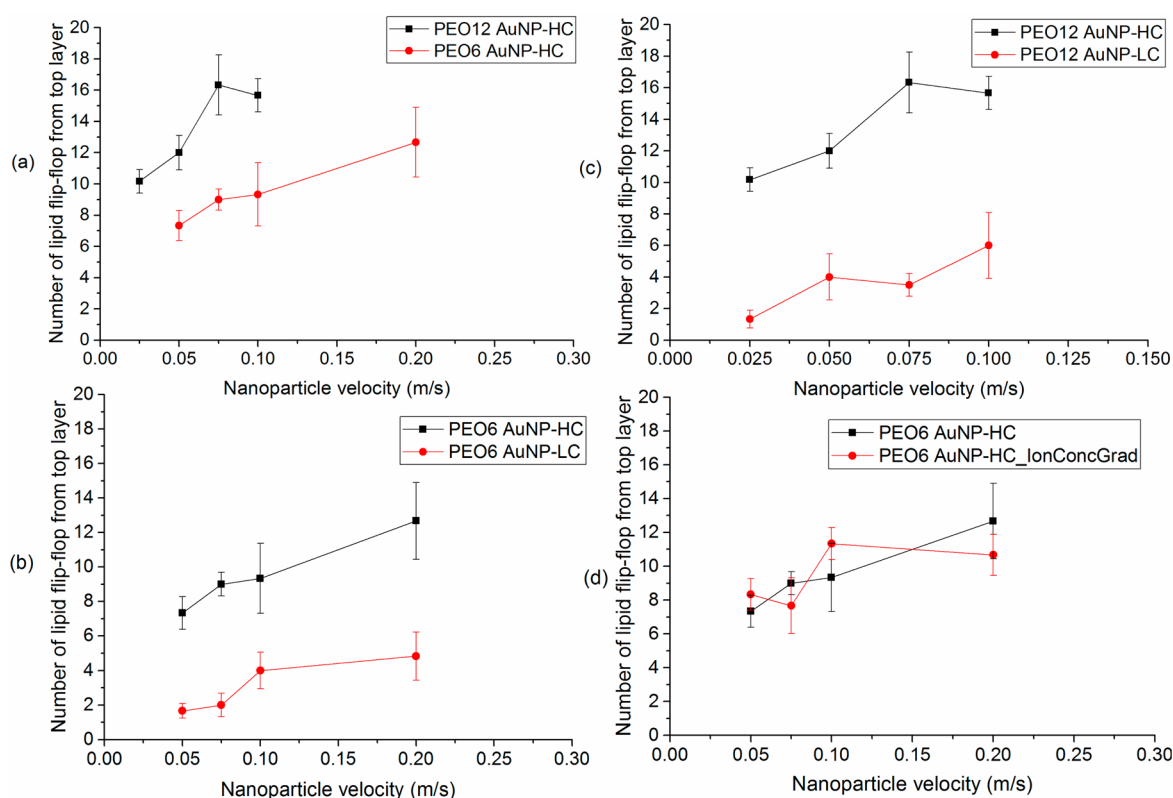 (a)
Number of lipid flip-flop from top layer
20
18
16
14
12
10
8
6
4
2
0
PEO12 AuNP-HC
PEO6 AuNP-HC
0.00 0.05 0.10 0.15 0.20 0.25 0.30
Nanoparticle velocity (m/s)
(c)
Number of lipid flip-flop from top layer
20
18
16
14
12
10
8
6
4
2
0
PEO12 AuNP-HC
PEO12 AuNP-LC
0.000 0.025 0.050 0.075 0.100 0.125 0.150
Nanoparticle velocity (m/s)
(b)
Number of lipid flip-flop from top layer
20
18
16
14
12
10
8
6
4
2
0
PEO6 AuNP-HC
PEO6 AuNP-LC
0.00 0.05 0.10 0.15 0.20 0.25 0.30
Nanoparticle velocity (m/s)
(d)
Number of lipid flip-flop from top layer
20
18
16
14
12
10
8
6
4
2
0
PEO6 AuNP-HC
PEO6 AuNP-HC_IonConcGrad
0.00 0.05 0.10 0.15 0.20 0.25 0.30
Nanoparticle velocity (m/s)